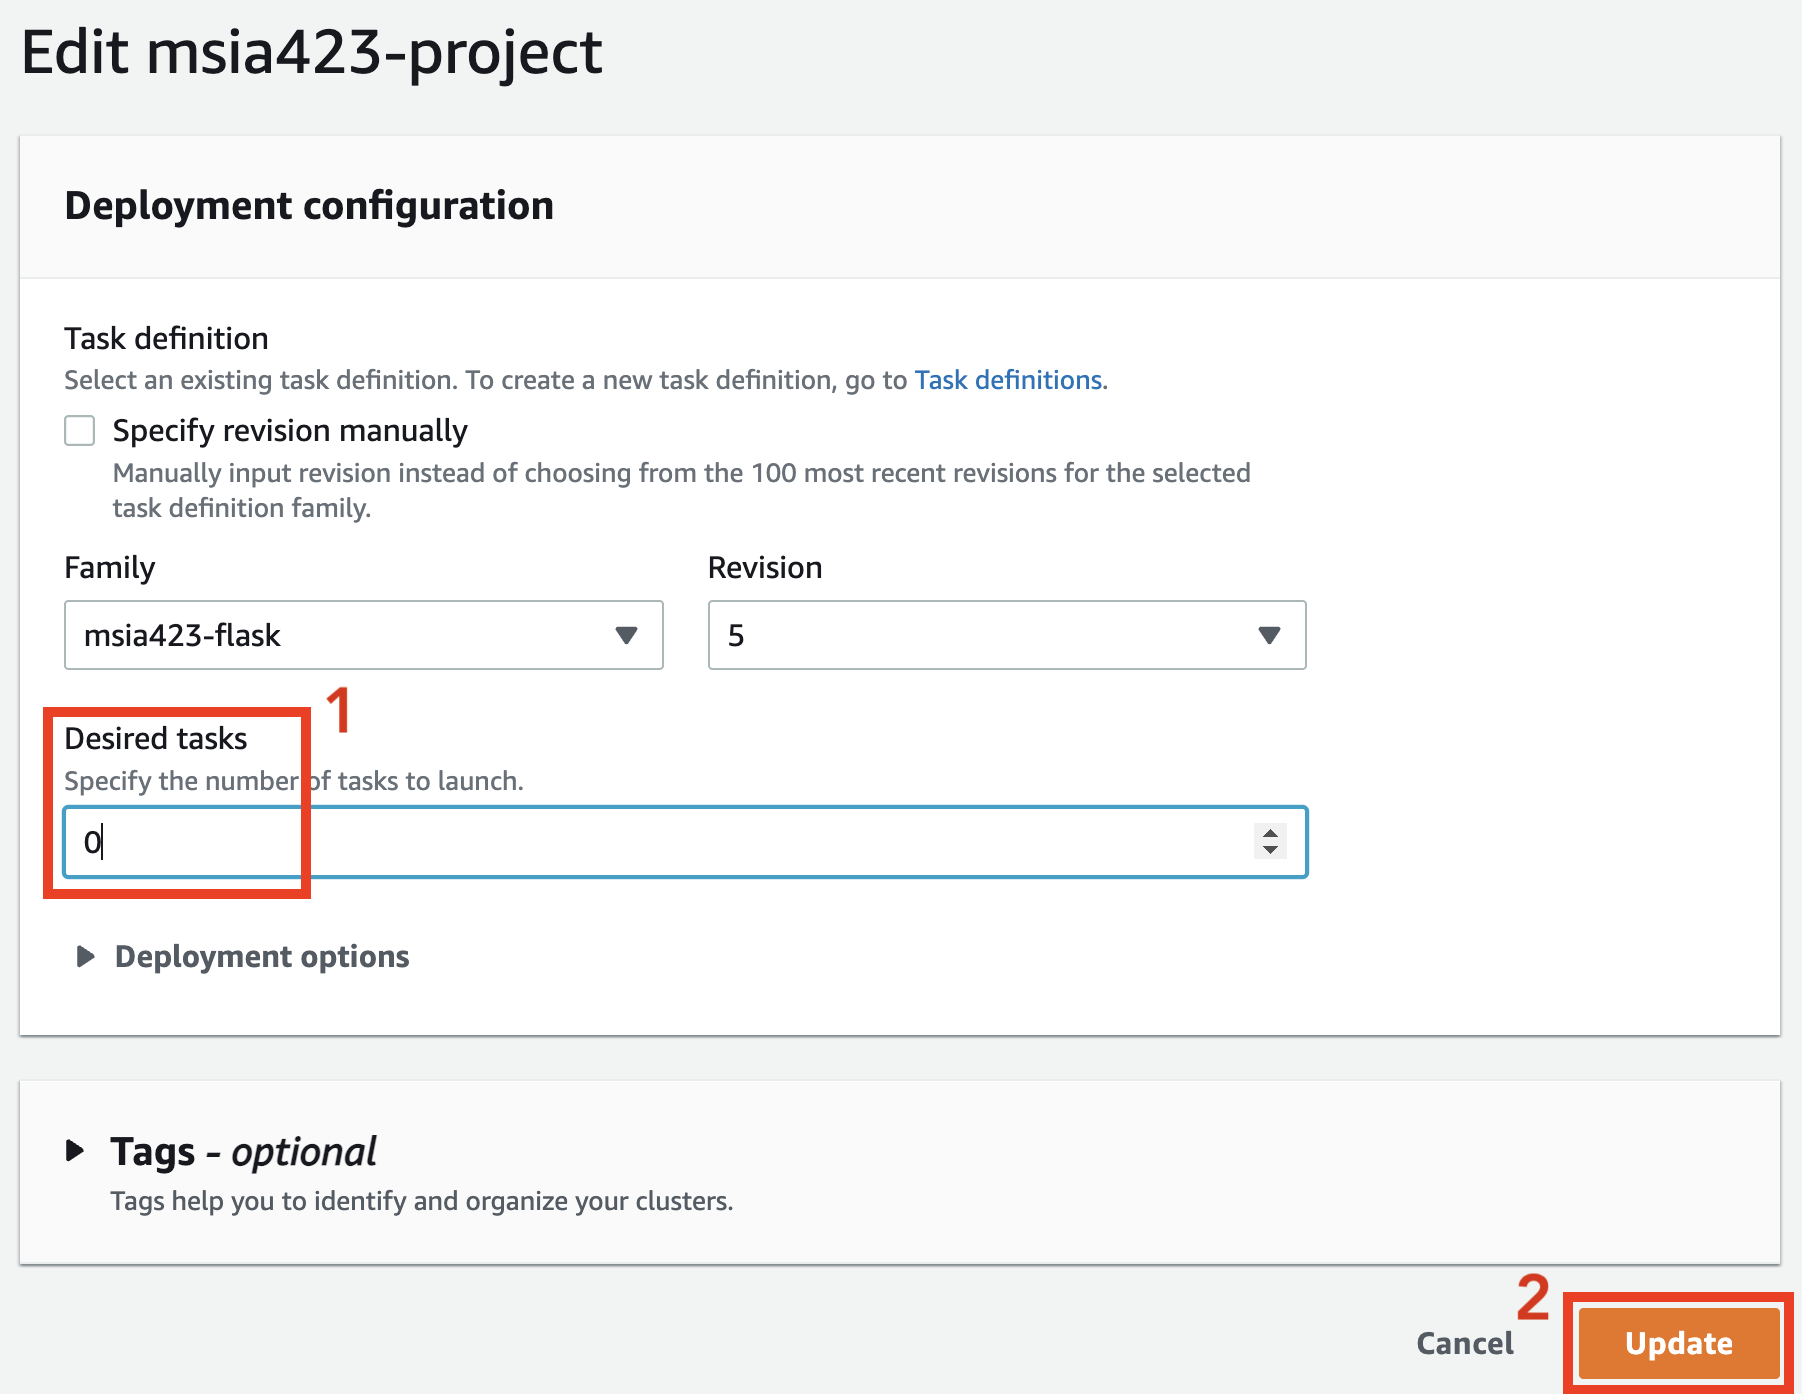 Edit msia423-project
Deployment configuration
Task definition
Select an existing task definition. To create a new task definition, go to Task definitions.
Specify revision manually
Manually input revision instead of choosing from the 100 most recent revisions for the selected
task definition family.
Family
Revision
msia423-flask
5
1
Desired tasks
Specify the number of tasks to launch.
0
Deployment options
Tags - optional
Tags help you to identify and organize your clusters.
2
Cancel
Update